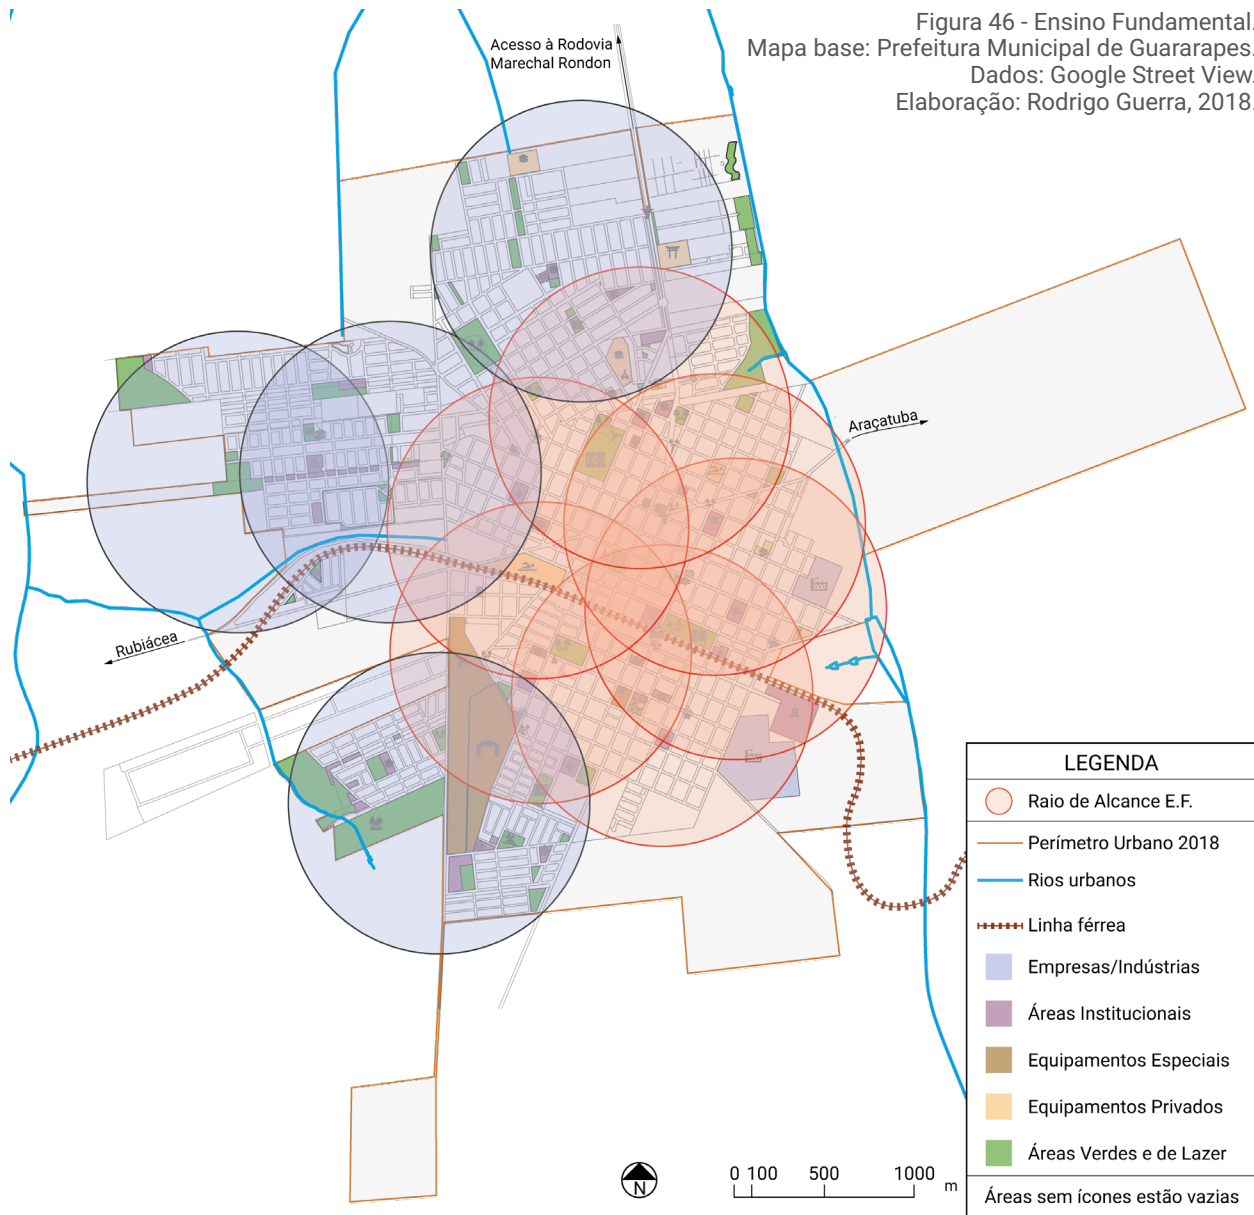 Figura 46 - Ensino Fundamental.
Mapa base: Prefeitura Municipal de Guararapes.
Dados: Google Street View.
Elaboração: Rodrigo Guerra, 2018.
Acesso à Rodovia
Marechal Rondon
Araçatuba
Rubiácea
LEGENDA
Raio de Alcance E.F.
Perímetro Urbano 2018
Rios urbanos
Linha férrea
Empresas/Indústrias
Áreas Institucionais
Equipamentos Especiais
Equipamentos Privados
Áreas Verdes e de Lazer
Áreas sem ícones estão vazias
N
0 100 500 1000 m